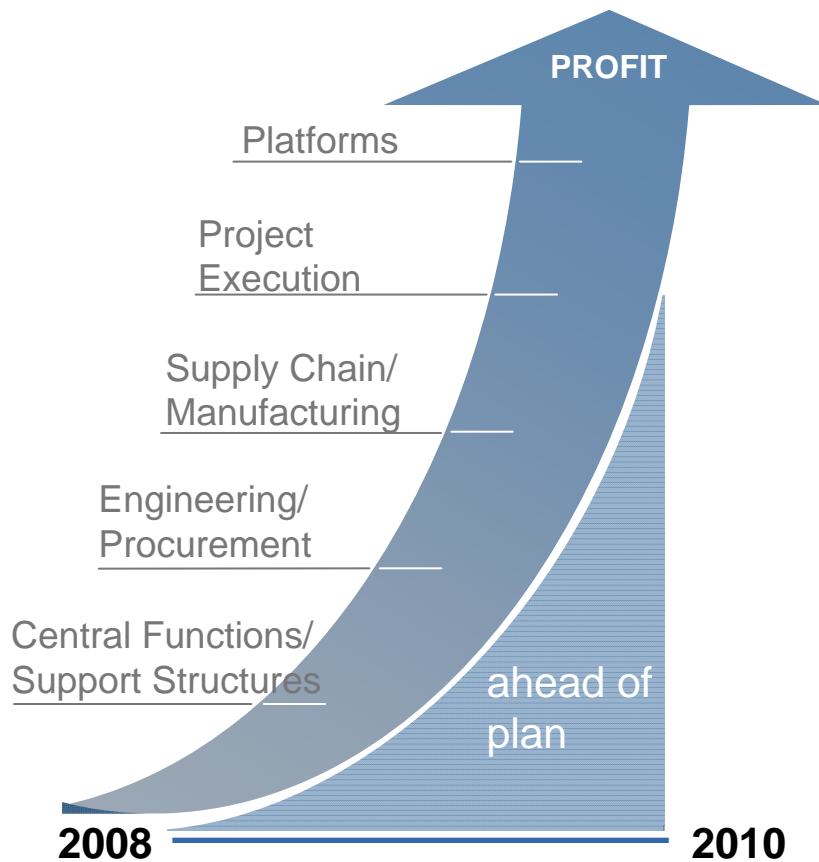 PROFIT
Platforms
Project
Execution
Supply Chain/
Manufacturing
Engineering/
Procurement
Central Functions/
Support Structures
ahead of
plan
2008
2010